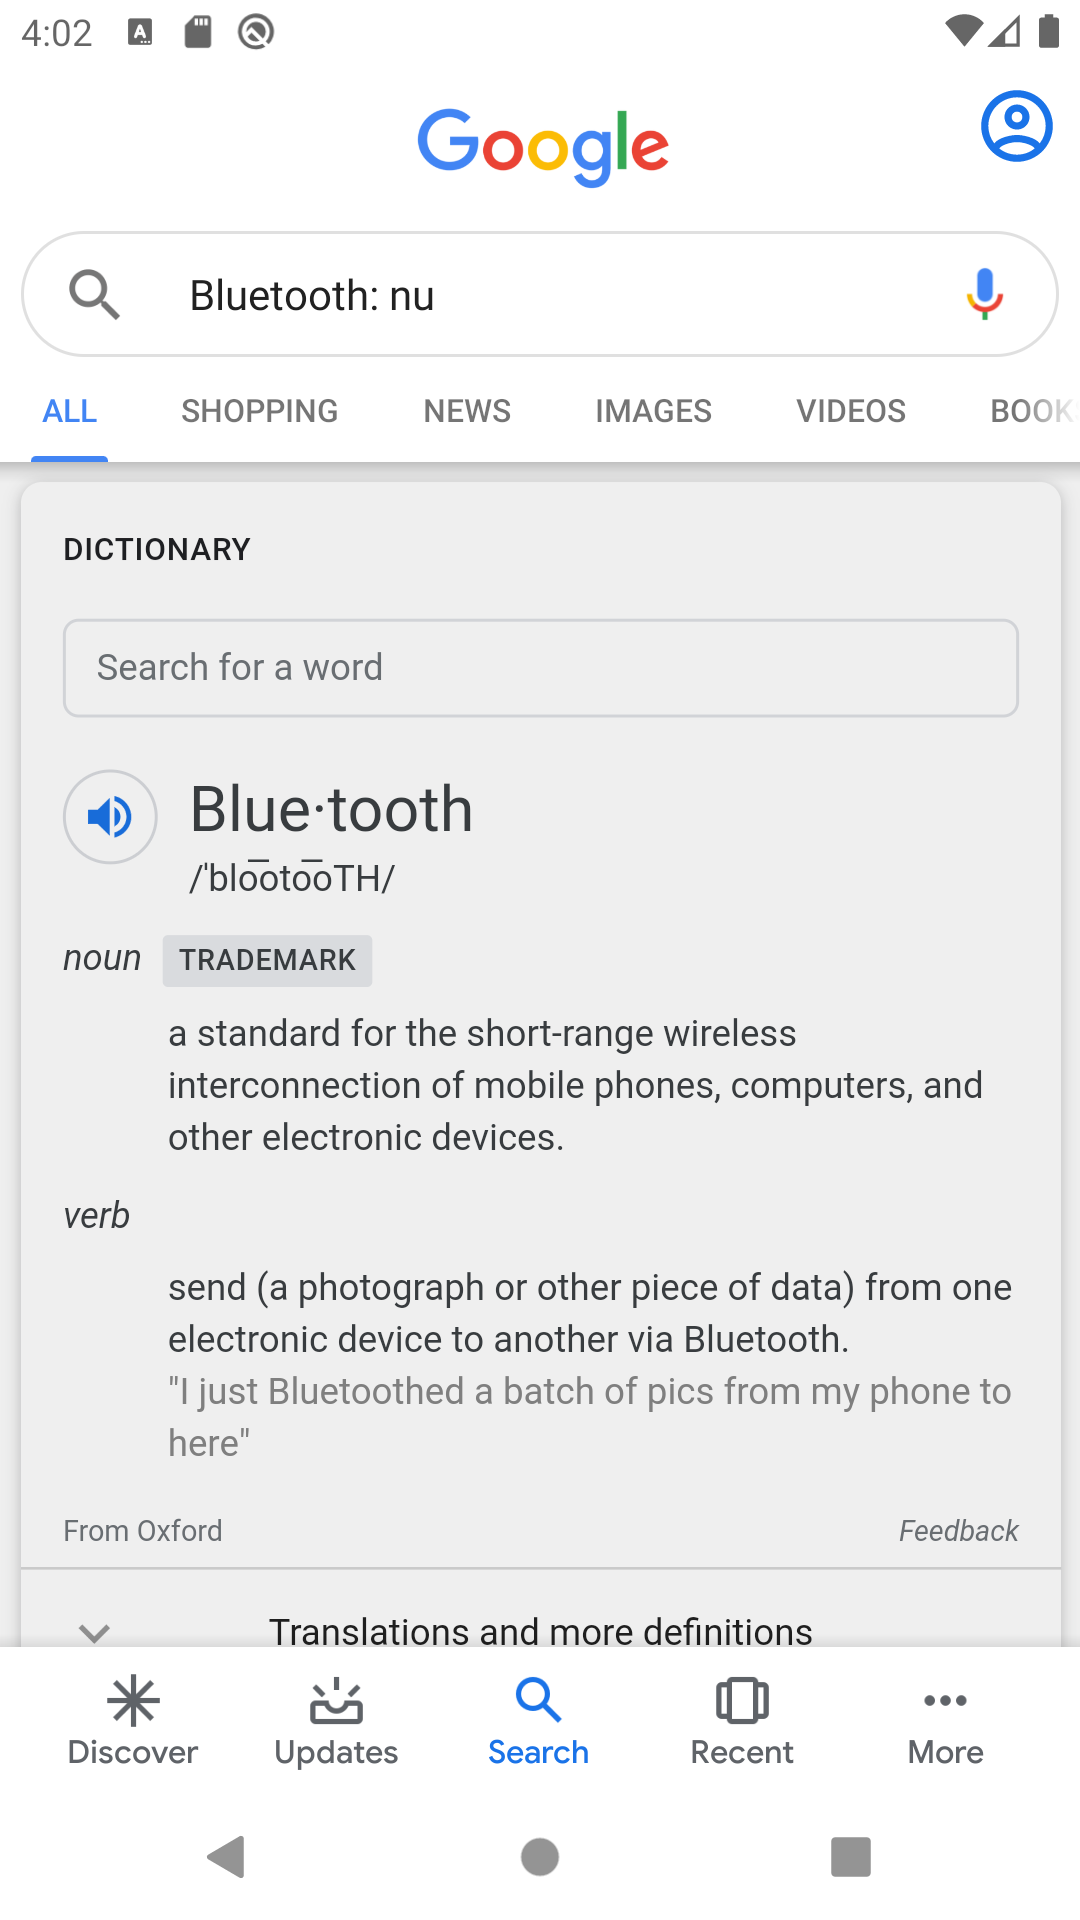 4:02
Google
Bluetooth: nu
ALL SHOPPING NEWS IMAGES VIDEOS BOOKS
DICTIONARY
Search for a word
Blue·tooth
/ˈblo͞oto͞oTH/
noun TRADEMARK
a standard for the short-range wireless
interconnection of mobile phones, computers, and
other electronic devices.
verb
send (a photograph or other piece of data) from one
electronic device to another via Bluetooth.
"I just Bluetoothed a batch of pics from my phone to
here"
From Oxford Feedback
Translations and more definitions
Discover Updates Search Recent More